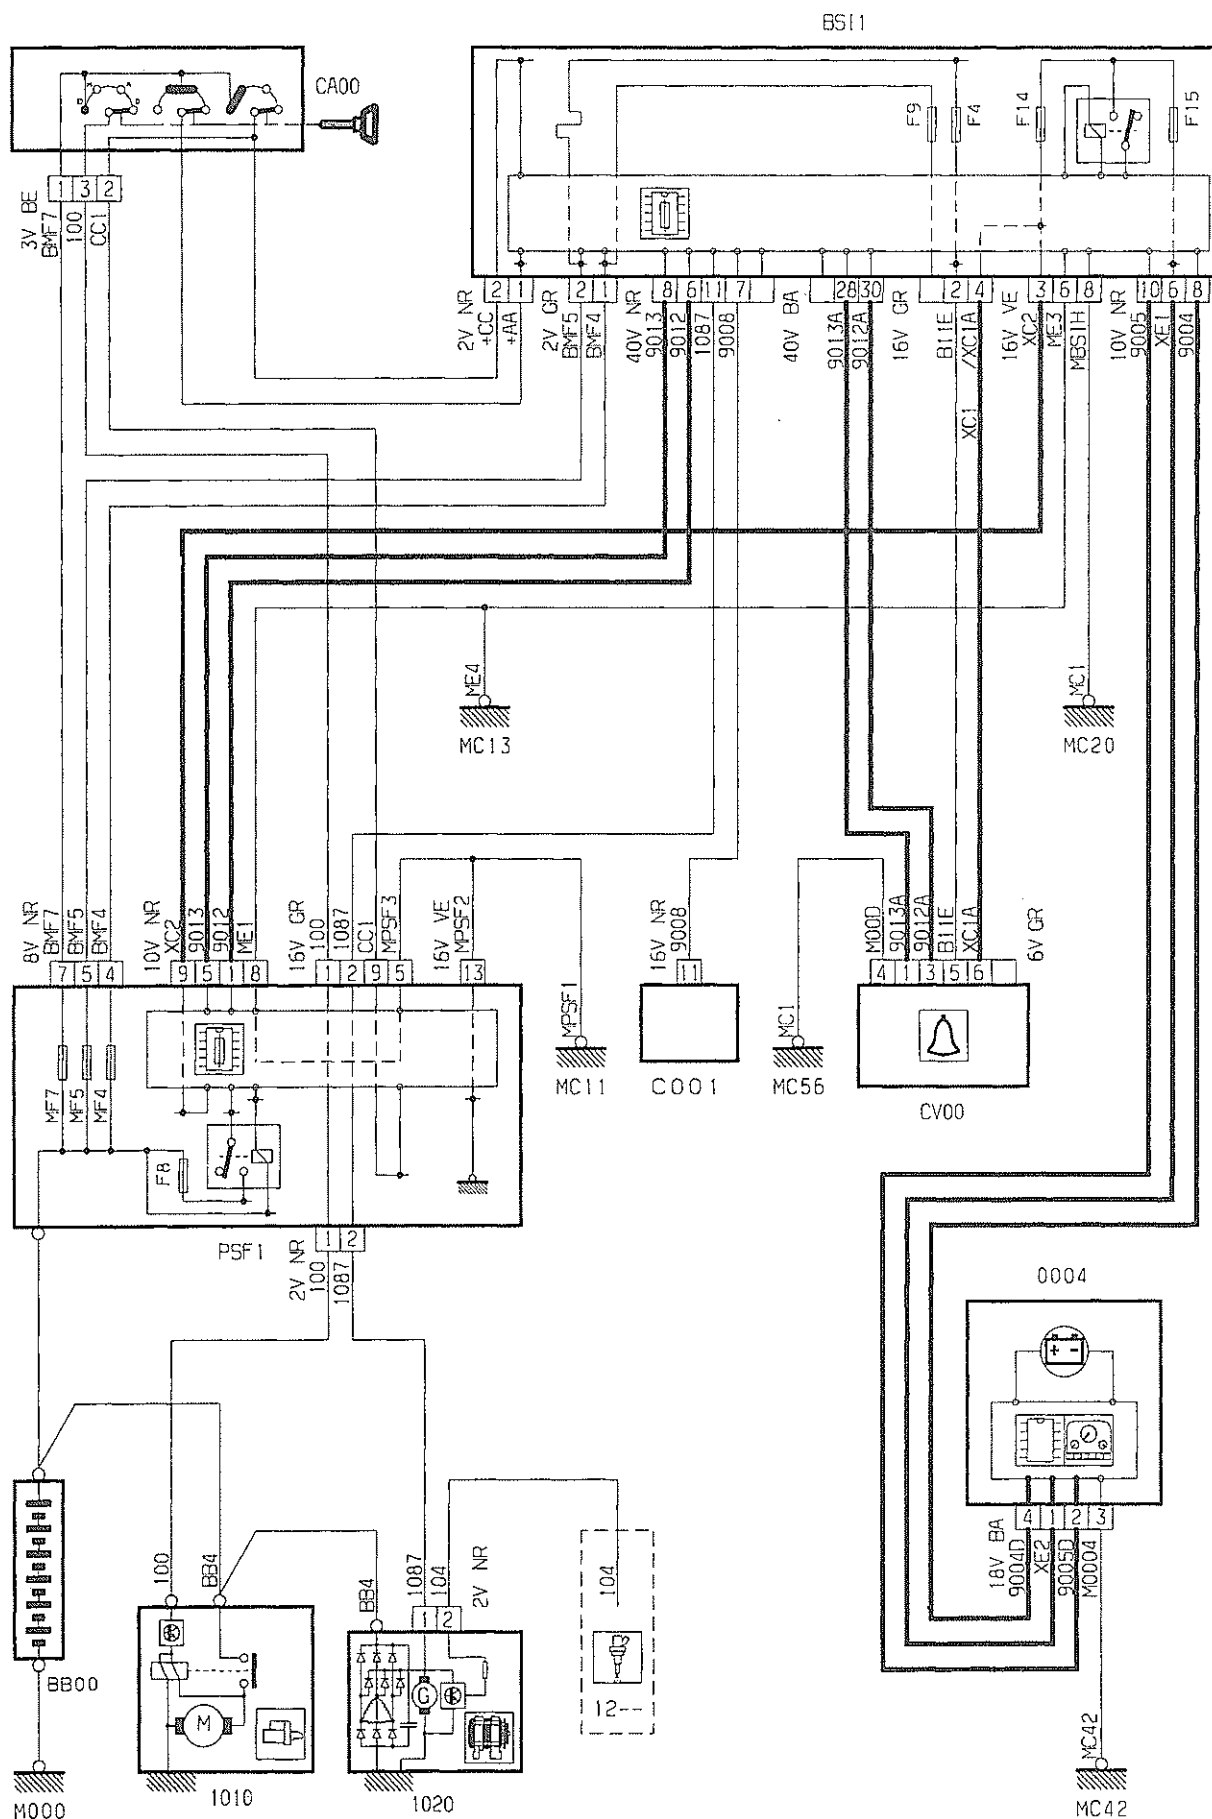 BSI1
CA00
F9
F4
F14
F15
1 3 2
3V BE
BMF7
100
CC1
2 1
2 1
8 6 11 7
28 30
2 4
3 6 8
10 6 8
2V NR
+CC
+AA
2V GR
BMF5
BMF4
40V NR
9013
9012
1087
9008
40V BA
9013A
9012A
16V GR
B11E
/XC1A
XC1
16V VE
XC2
ME3
MBSIH
10V NR
9005
XE1
9004
ME4
MC13
MC1
MC20
8V NR
BMF7
BMF5
BMF4
10V NR
XC2
9013
9012
ME1
16V GR
100
1087
CC1
MPSF3
16V VE
MPSF2
16V NR
9008
M00D
9013A
9012A
B11E
XC1A
6V GR
7 5 4
9 6 1 8
1 2 9 5
13
11
4 1 3 5 6
MPSF1
MC11
C001
MC1
MC56
CV00
MF7
MF5
MF4
F8
PSF1
1 2
2V NR
100
1087
0004
+ -
4 1 2 3
18V BA
9004D
XE2
9005D
M0004
100
BB4
BB4
1087
104
2V NR
1 2
104
BB00
M
G
12--
M000
1010
1020
MC42
MC42